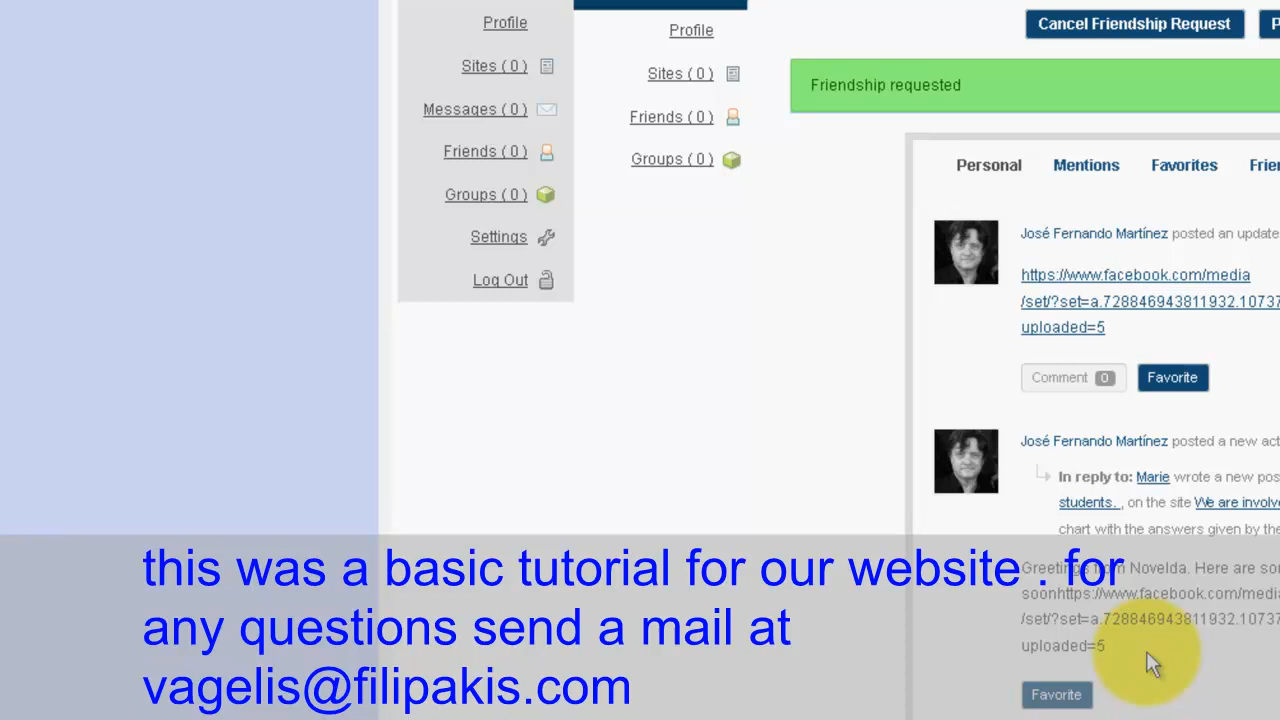 Profile
Sites ( 0 )
Messages ( 0 )
Friends ( 0 )
Groups ( 0 )
Settings
Log Out
Profile
Sites ( 0 )
Friends ( 0 )
Groups ( 0 )
Cancel Friendship Request
Friendship requested
Personal Mentions Favorites
José Fernando Martínez posted an update
https://www.facebook.com/media
/set/?set=a.728846943811932.10737
uploaded=5
Comment 0 Favorite
José Fernando Martínez posted a new
In reply to: Marie wrote a new
students. , on the site We are
chart with the answers given by the
Greetings from Novelda. Here are
soonhttps://www.facebook.com/media
/set/?set=a.728846943811932.10737
uploaded=5
Favorite
this was a basic tutorial for our website . for
any questions send a mail at
vagelis@filipakis.com